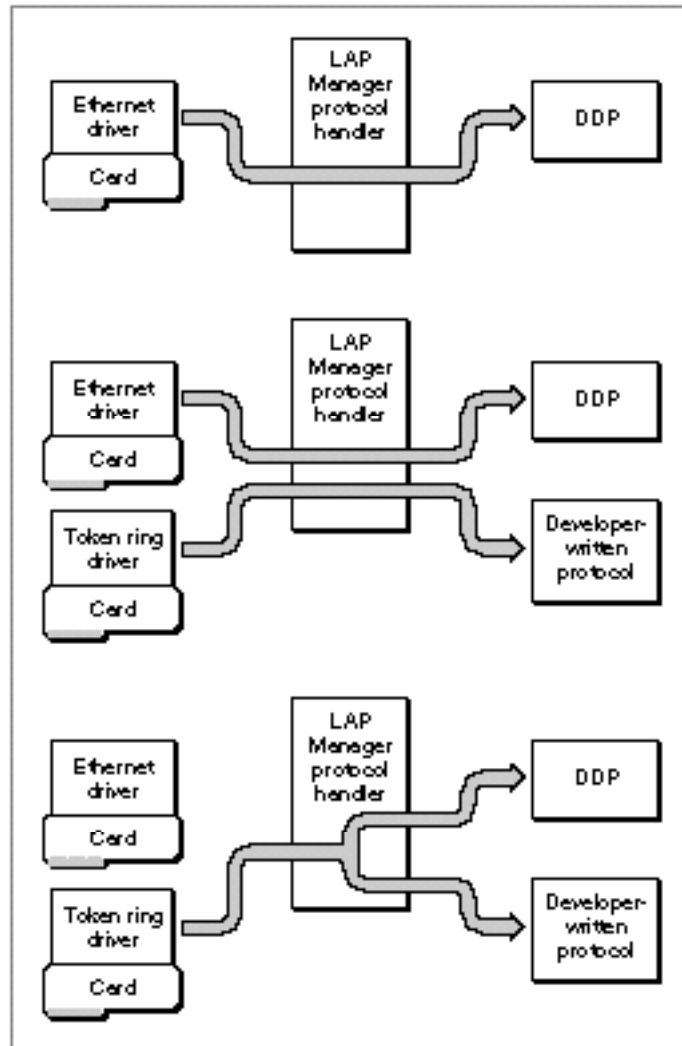 LAP
Manager
protocol
handler
Ethernet
driver
Card
DDP
LAP
Manager
protocol
handler
Ethernet
driver
Card
DDP
Token ring
driver
Card
Developer-
written
protocol
LAP
Manager
protocol
handler
Ethernet
driver
Card
DDP
Token ring
driver
Card
Developer-
written
protocol